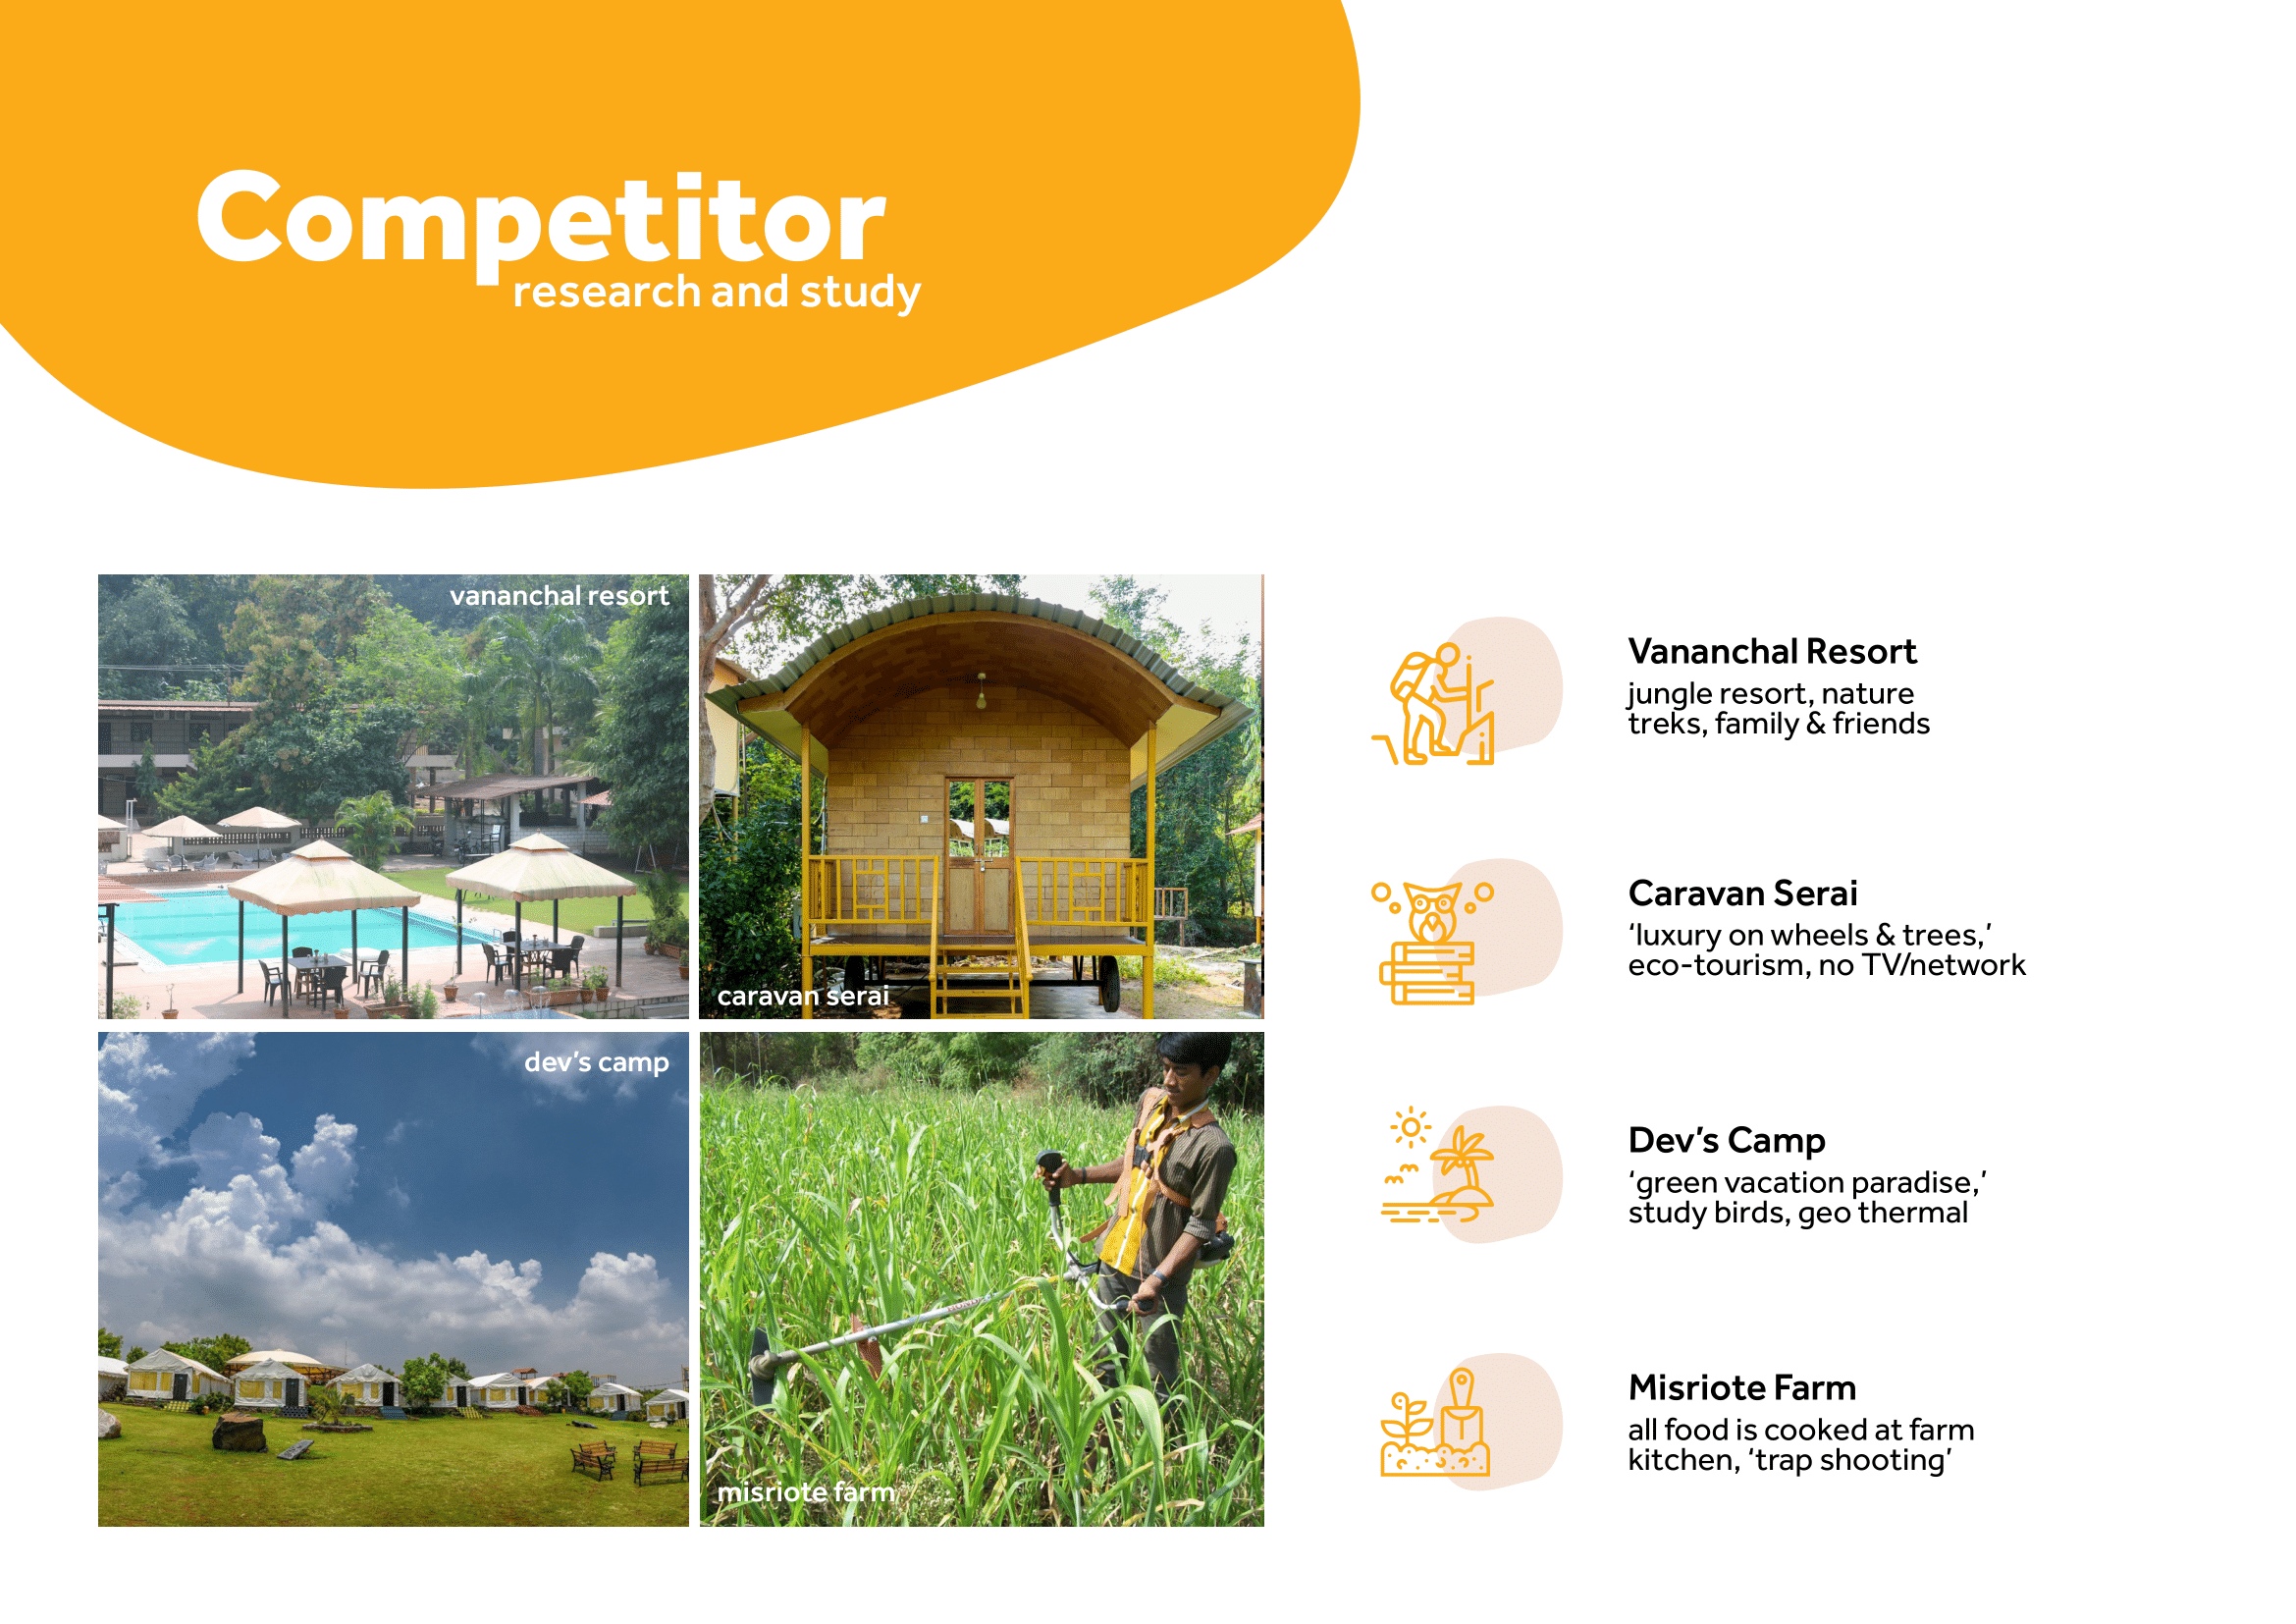 Competitor
research and study
vananchal resort
caravan serai
dev's camp
misriote farm
Vananchal Resort
jungle resort, nature
treks, family & friends
Caravan Serai
‘luxury on wheels & trees,’
eco-tourism, no TV/network
Dev’s Camp
‘green vacation paradise,’
study birds, geo thermal
Misriote Farm
all food is cooked at farm
kitchen, ‘trap shooting’